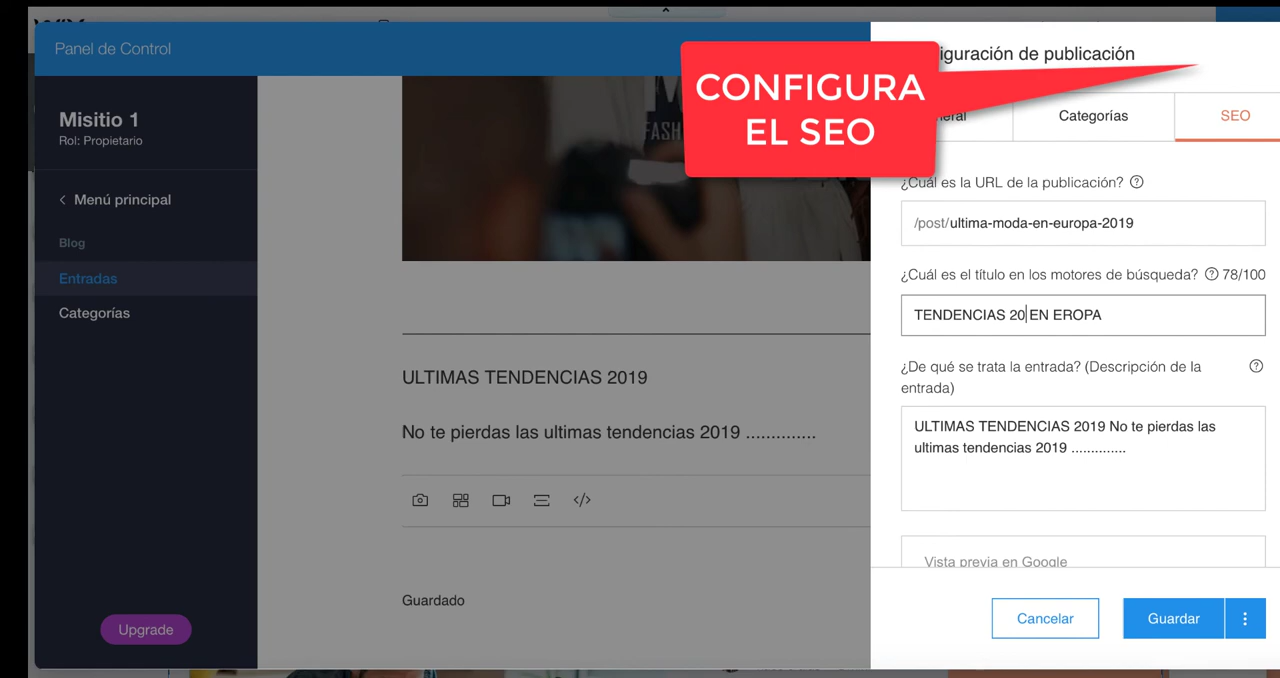 Panel de Control
Misitio 1
Rol: Propietario
Menú principal
Blog
Entradas
Categorías
Upgrade
FASH
ULTIMAS TENDENCIAS 2019
No te pierdas las ultimas tendencias 2019 ..............
</>
Guardado
CONFIGURA
EL SEO
iguración de publicación
Categorías
SEO
¿Cuál es la URL de la publicación?
/post/ultima-moda-en-europa-2019
¿Cuál es el título en los motores de búsqueda? 78/100
TENDENCIAS 20 EN EROPA
¿De qué se trata la entrada? (Descripción de la
entrada)
ULTIMAS TENDENCIAS 2019 No te pierdas las
ultimas tendencias 2019 ..............
Vista previa en Google
Cancelar
Guardar